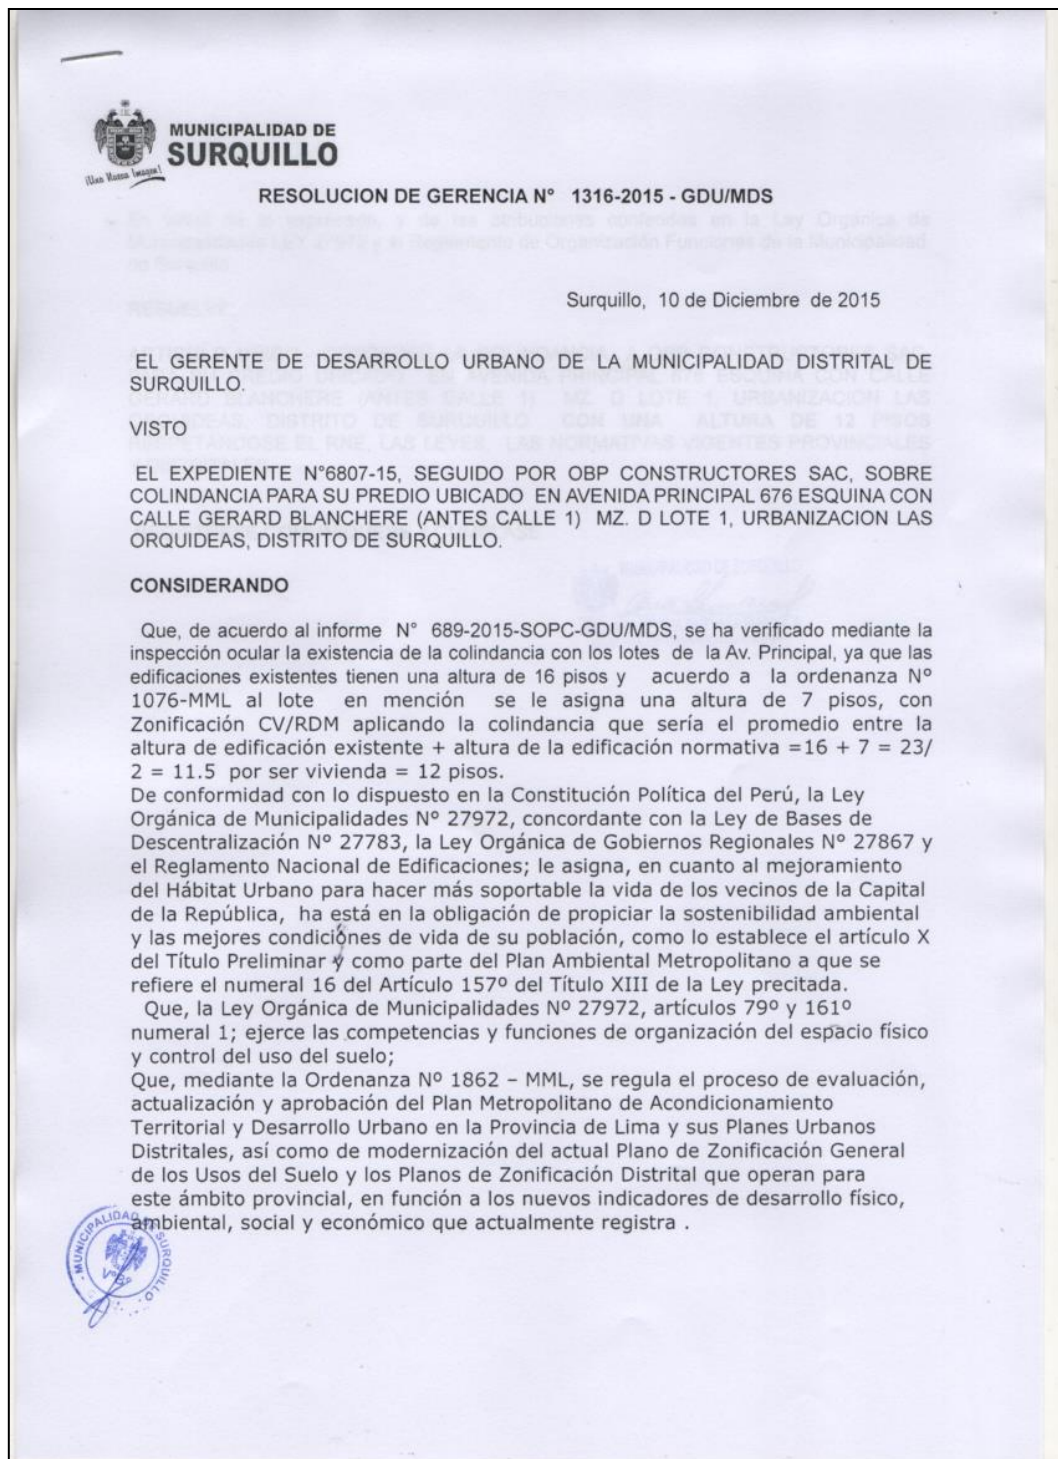 MUNICIPALIDAD DE
SURQUILLO
¡Una Nueva Imagen!
RESOLUCION DE GERENCIA N° 1316-2015 - GDU/MDS
Surquillo, 10 de Diciembre de 2015
EL GERENTE DE DESARROLLO URBANO DE LA MUNICIPALIDAD DISTRITAL DE
SURQUILLO.
VISTO
EL EXPEDIENTE N°6807-15, SEGUIDO POR OBP CONSTRUCTORES SAC, SOBRE
COLINDANCIA PARA SU PREDIO UBICADO EN AVENIDA PRINCIPAL 676 ESQUINA CON
CALLE GERARD BLANCHERE (ANTES CALLE 1) MZ. D LOTE 1, URBANIZACION LAS
ORQUIDEAS, DISTRITO DE SURQUILLO.
CONSIDERANDO
Que, de acuerdo al informe N° 689-2015-SOPC-GDU/MDS, se ha verificado mediante la
inspección ocular la existencia de la colindancia con los lotes de la Av. Principal, ya que las
edificaciones existentes tienen una altura de 16 pisos y acuerdo a la ordenanza Nº
1076-MML al lote en mención se le asigna una altura de 7 pisos, con
Zonificación CV/RDM aplicando la colindancia que sería el promedio entre la
altura de edificación existente + altura de la edificación normativa =16 + 7 = 23/
2 = 11.5 por ser vivienda = 12 pisos.
De conformidad con lo dispuesto en la Constitución Política del Perú, la Ley
Orgánica de Municipalidades Nº 27972, concordante con la Ley de Bases de
Descentralización Nº 27783, la Ley Orgánica de Gobiernos Regionales Nº 27867 y
el Reglamento Nacional de Edificaciones; le asigna, en cuanto al mejoramiento
del Hábitat Urbano para hacer más soportable la vida de los vecinos de la Capital
de la República, ha está en la obligación de propiciar la sostenibilidad ambiental
y las mejores condiciones de vida de su población, como lo establece el artículo X
del Título Preliminar y como parte del Plan Ambiental Metropolitano a que se
refiere el numeral 16 del Artículo 157º del Título XIII de la Ley precitada.
Que, la Ley Orgánica de Municipalidades Nº 27972, artículos 79º y 161º
numeral 1; ejerce las competencias y funciones de organización del espacio físico
y control del uso del suelo;
Que, mediante la Ordenanza Nº 1862 – MML, se regula el proceso de evaluación,
actualización y aprobación del Plan Metropolitano de Acondicionamiento
Territorial y Desarrollo Urbano en la Provincia de Lima y sus Planes Urbanos
Distritales, así como de modernización del actual Plano de Zonificación General
de los Usos del Suelo y los Planos de Zonificación Distrital que operan para
este ámbito provincial, en función a los nuevos indicadores de desarrollo físico,
ambiental, social y económico que actualmente registra .
MUNICIPALIDAD DE SURQUILLO
VºBº